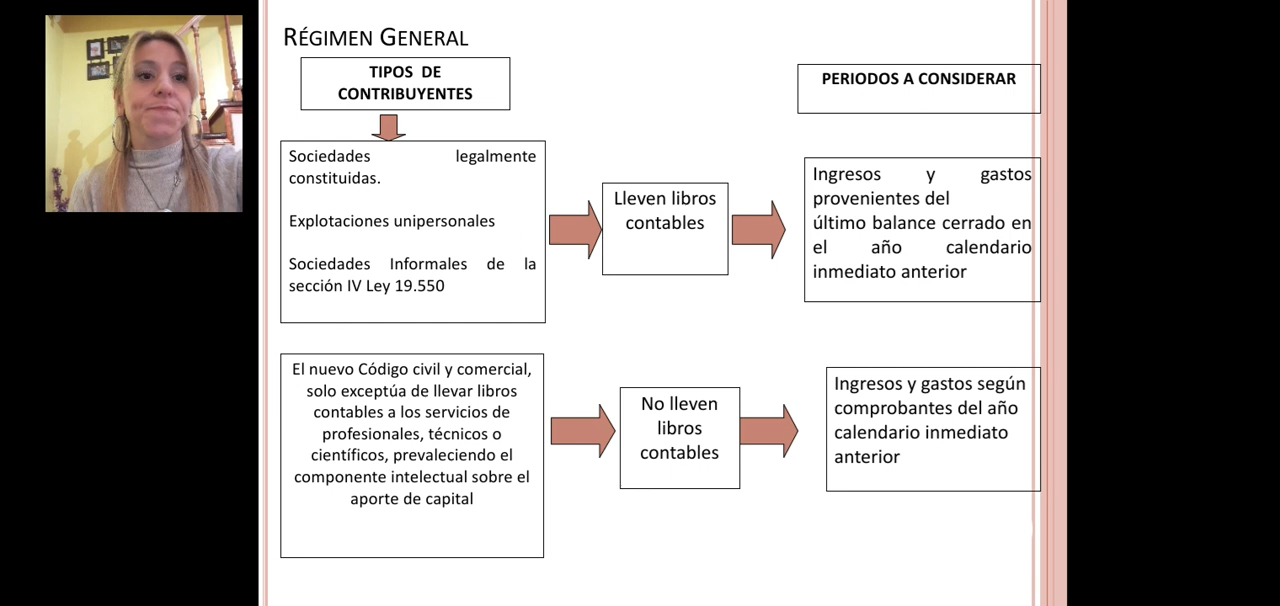 RÉGIMEN GENERAL
TIPOS DE
CONTRIBUYENTES
PERIODOS A CONSIDERAR
Sociedades legalmente
constituidas.
Explotaciones unipersonales
Sociedades Informales de la
sección IV Ley 19.550
Lleven libros
contables
Ingresos y gastos
provenientes del
último balance cerrado en
el año calendario
inmediato anterior
El nuevo Código civil y comercial,
solo exceptúa de llevar libros
contables a los servicios de
profesionales, técnicos o
científicos, prevaleciendo el
componente intelectual sobre el
aporte de capital
No lleven
libros
contables
Ingresos y gastos según
comprobantes del año
calendario inmediato
anterior